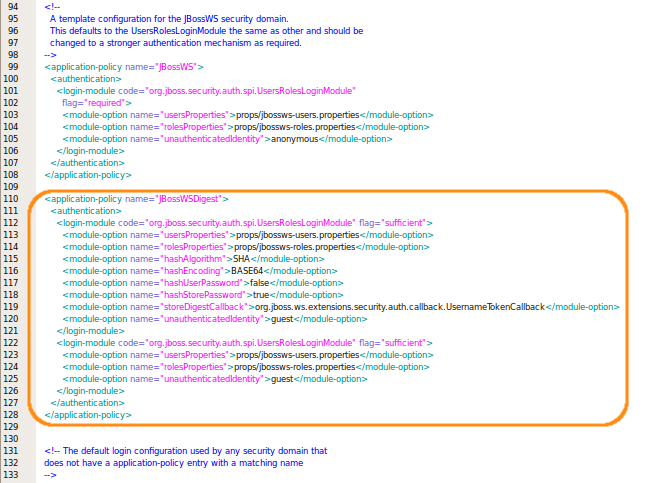 94 <!--
95 A template configuration for the JBossWS security domain.
96 This defaults to the UsersRolesLoginModule the same as other and should be
97 changed to a stronger authentication mechanism as required.
98 -->
99 <application-policy name="JBossWS">
100 <authentication>
101 <login-module code="org.jboss.security.auth.spi.UsersRolesLoginModule"
102 flag="required">
103 <module-option name="usersProperties">props/jbossws-users.properties</module-option>
104 <module-option name="rolesProperties">props/jbossws-roles.properties</module-option>
105 <module-option name="unauthenticatedIdentity">anonymous</module-option>
106 </login-module>
107 </authentication>
108 </application-policy>
109
110 <application-policy name="JBossWSDigest">
111 <authentication>
112 <login-module code="org.jboss.security.auth.spi.UsersRolesLoginModule" flag="sufficient">
113 <module-option name="usersProperties">props/jbossws-users.properties</module-option>
114 <module-option name="rolesProperties">props/jbossws-roles.properties</module-option>
115 <module-option name="hashAlgorithm">SHA</module-option>
116 <module-option name="hashEncoding">BASE64</module-option>
117 <module-option name="hashUserPassword">false</module-option>
118 <module-option name="hashStorePassword">true</module-option>
119 <module-option name="storeDigestCallback">org.jboss.ws.extensions.security.auth.callback.UsernameTokenCallback</module-option>
120 <module-option name="unauthenticatedIdentity">guest</module-option>
121 </login-module>
122 <login-module code="org.jboss.security.auth.spi.UsersRolesLoginModule" flag="sufficient">
123 <module-option name="usersProperties">props/jbossws-users.properties</module-option>
124 <module-option name="rolesProperties">props/jbossws-roles.properties</module-option>
125 <module-option name="unauthenticatedIdentity">guest</module-option>
126 </login-module>
127 </authentication>
128 </application-policy>
129
130
131 <!-- The default login configuration used by any security domain that
132 does not have a application-policy entry with a matching name
133 -->